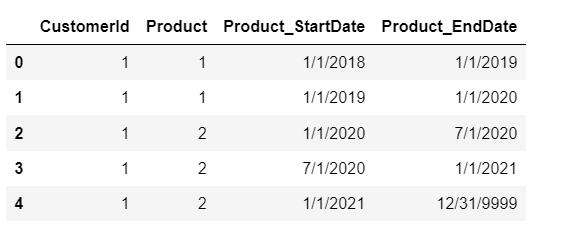 CustomerId Product Product_StartDate Product_EndDate
0 1 1 1/1/2018 1/1/2019
1 1 1 1/1/2019 1/1/2020
2 1 2 1/1/2020 7/1/2020
3 1 2 7/1/2020 1/1/2021
4 1 2 1/1/2021 12/31/9999